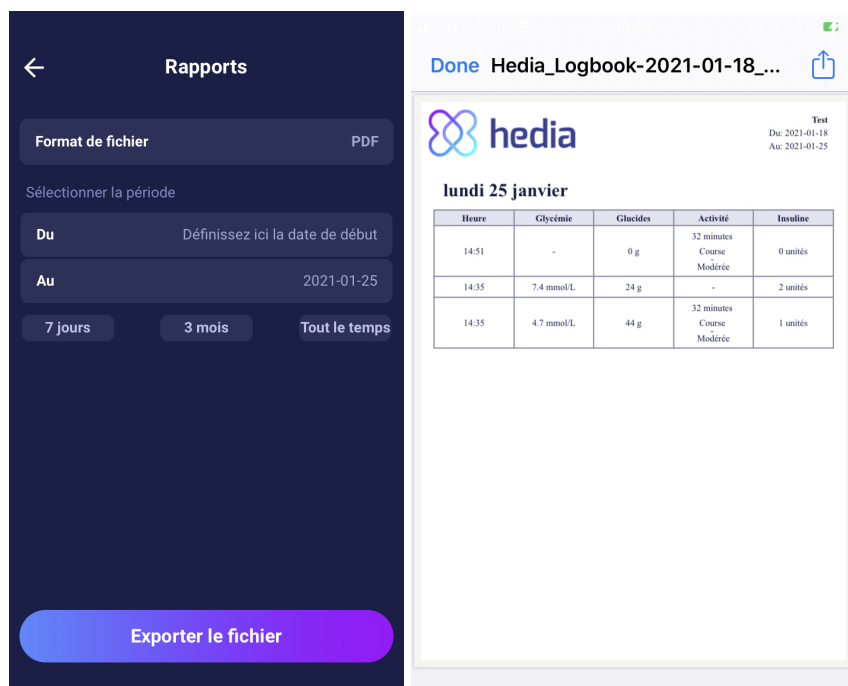 Rapports
Format de fichier PDF
Sélectionner la période
Du Définissez ici la date de début
Au 2021-01-25
7 jours 3 mois Tout le temps
Exporter le fichier
Done Hedia_Logbook-2021-01-18_...
hedia
Test
Du: 2021-01-18
Au: 2021-01-25
lundi 25 janvier
Heure Glycémie Glucides Activité Insuline
14:51 - 0 g 32 minutes Course - Modérée 0 unités
14:35 7.4 mmol/L 24 g - 2 unités
14:35 4.7 mmol/L 44 g 32 minutes Course - Modérée 1 unités